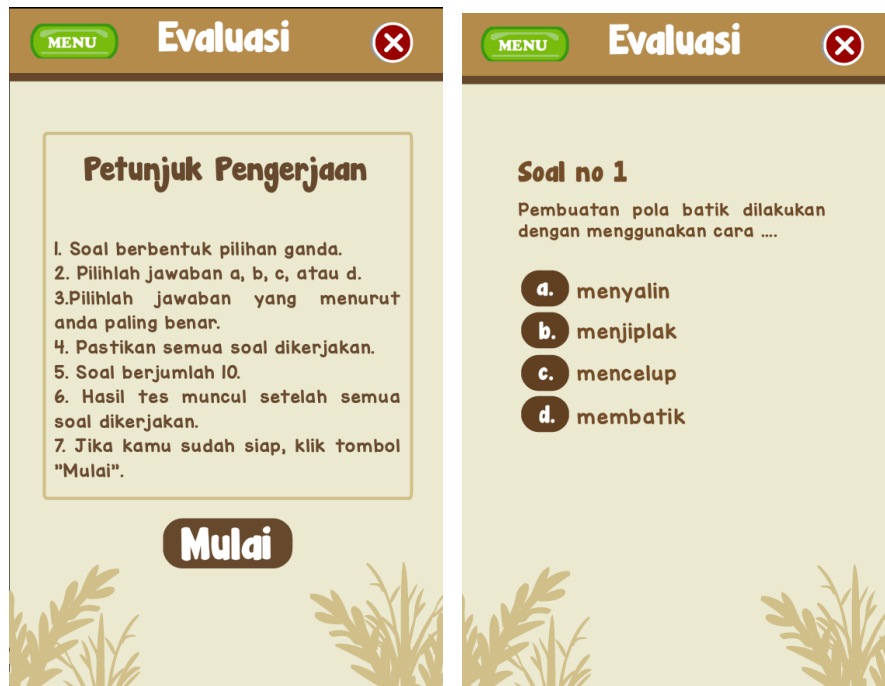 MENU Evaluasi X
Petunjuk Pengerjaan
1. Soal berbentuk pilihan ganda.
2. Pilihlah jawaban a, b, c, atau d.
3.Pilihlah jawaban yang menurut
anda paling benar.
4. Pastikan semua soal dikerjakan.
5. Soal berjumlah 10.
6. Hasil tes muncul setelah semua
soal dikerjakan.
7. Jika kamu sudah siap, klik tombol
"Mulai".
Mulai
MENU Evaluasi X
Soal no 1
Pembuatan pola batik dilakukan
dengan menggunakan cara ....
a. menyalin
b. menjiplak
c. mencelup
d. membatik